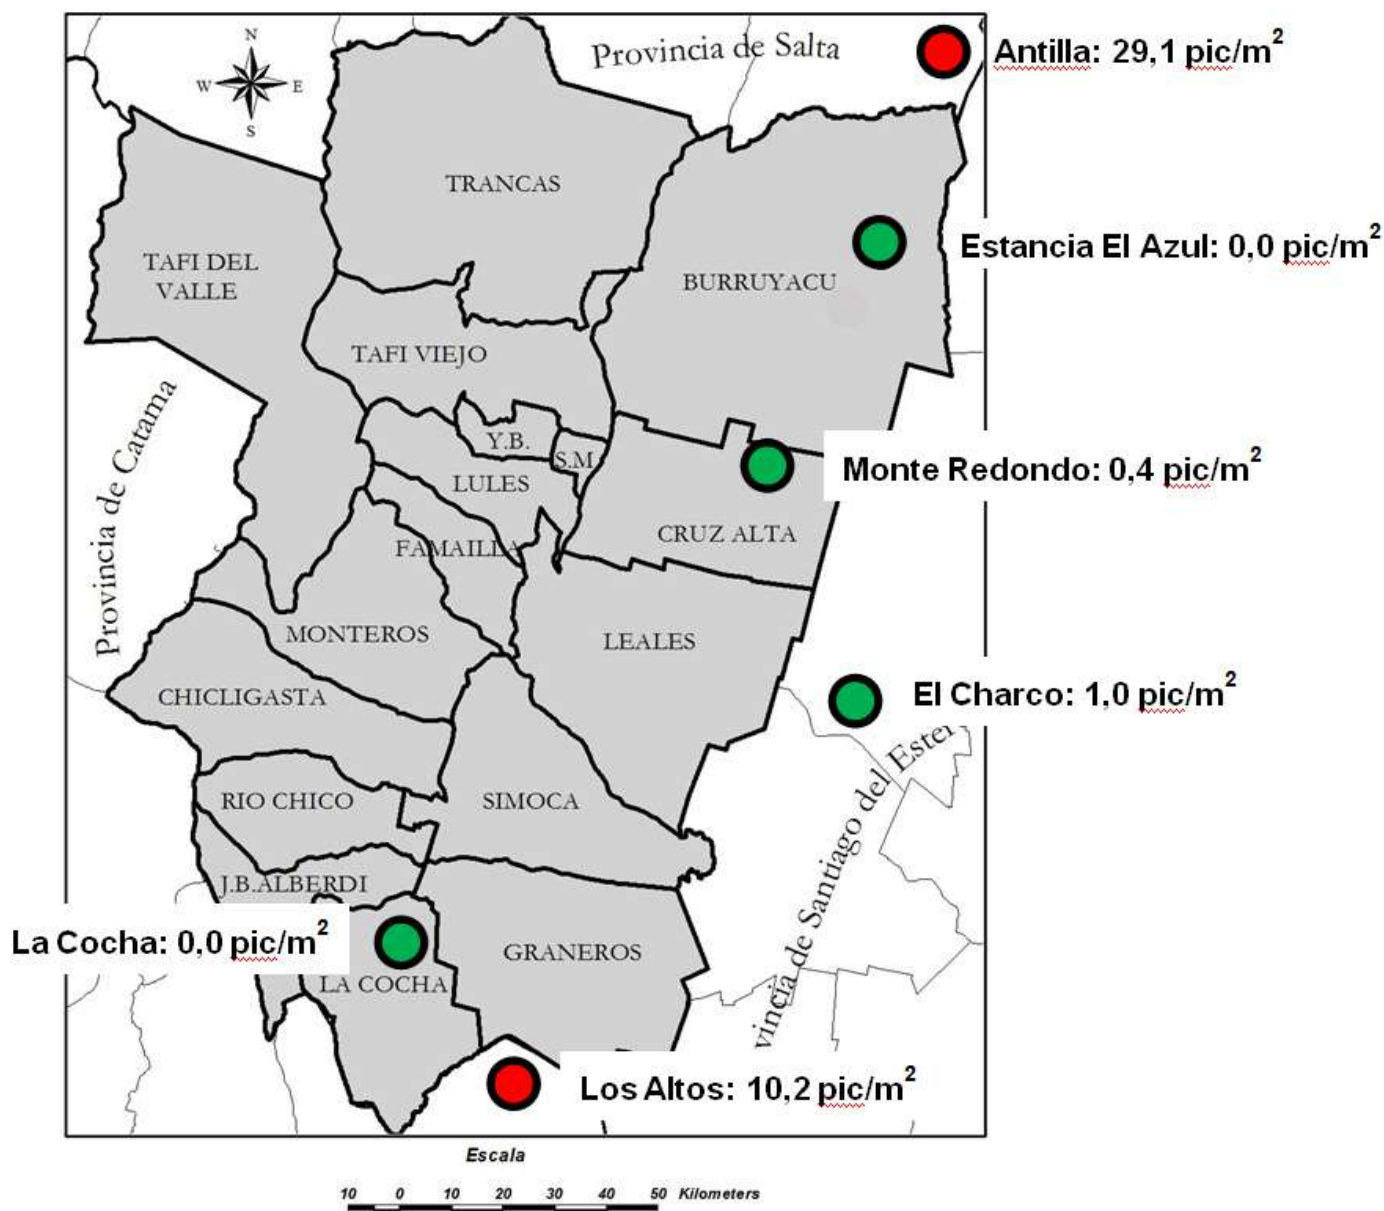 N
W E
S
Provincia de Salta
Antilla: 29,1 pic/m²
TRANCAS
Estancia El Azul: 0,0 pic/m²
TAFI DEL
VALLE
BURRUYACU
TAFI VIEJO
Provincia de Catama
Y.B.
S.M
LULES
Monte Redondo: 0,4 pic/m²
CRUZ ALTA
FAMAILLA
MONTEROS
LEALES
CHICLIGASTA
El Charco: 1,0 pic/m²
vincia de Santiago del Ester
RIO CHICO
SIMOCA
J.B.ALBERDI
La Cocha: 0,0 pic/m²
GRANEROS
LA COCHA
Los Altos: 10,2 pic/m²
Escala
10 0 10 20 30 40 50 Kilometers